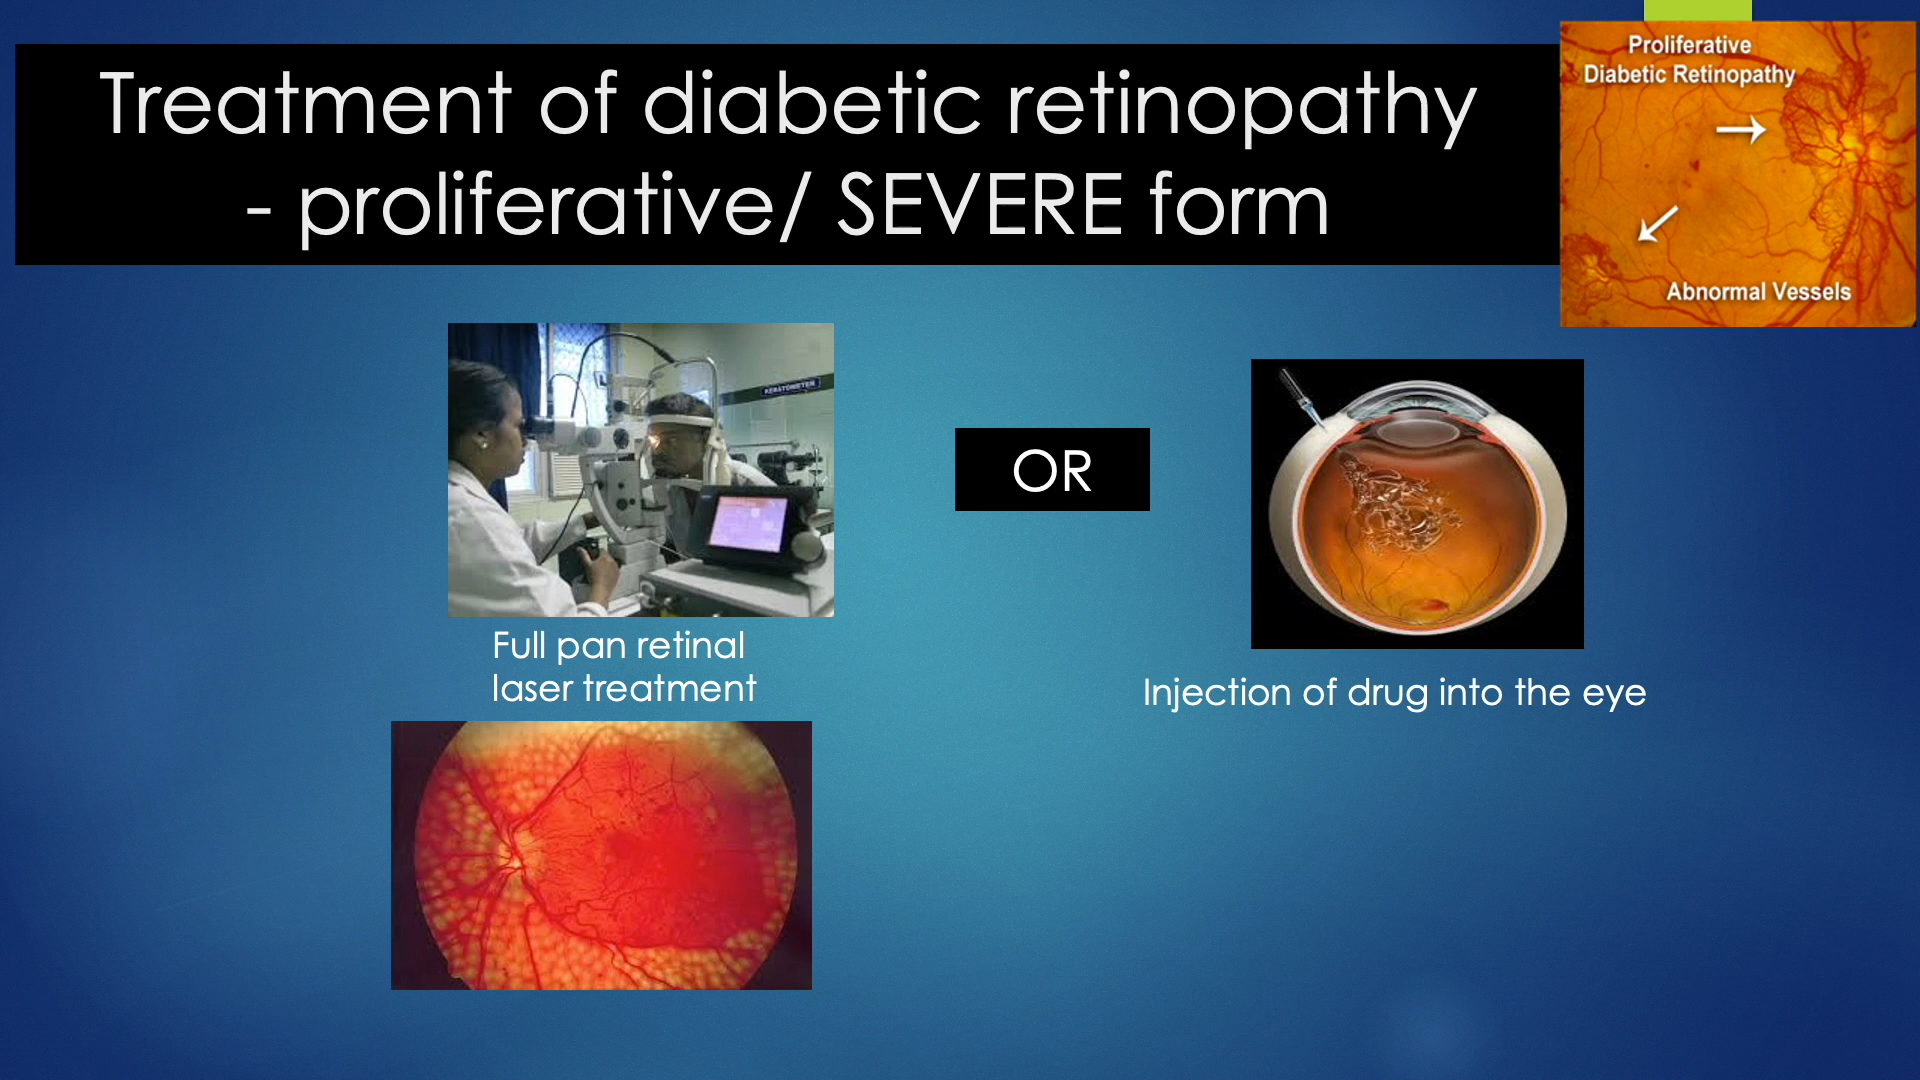 Treatment of diabetic retinopathy
- proliferative/ SEVERE form
Proliferative
Diabetic Retinopathy
Abnormal Vessels
KERATOMETER
OR
Full pan retinal
laser treatment
Injection of drug into the eye